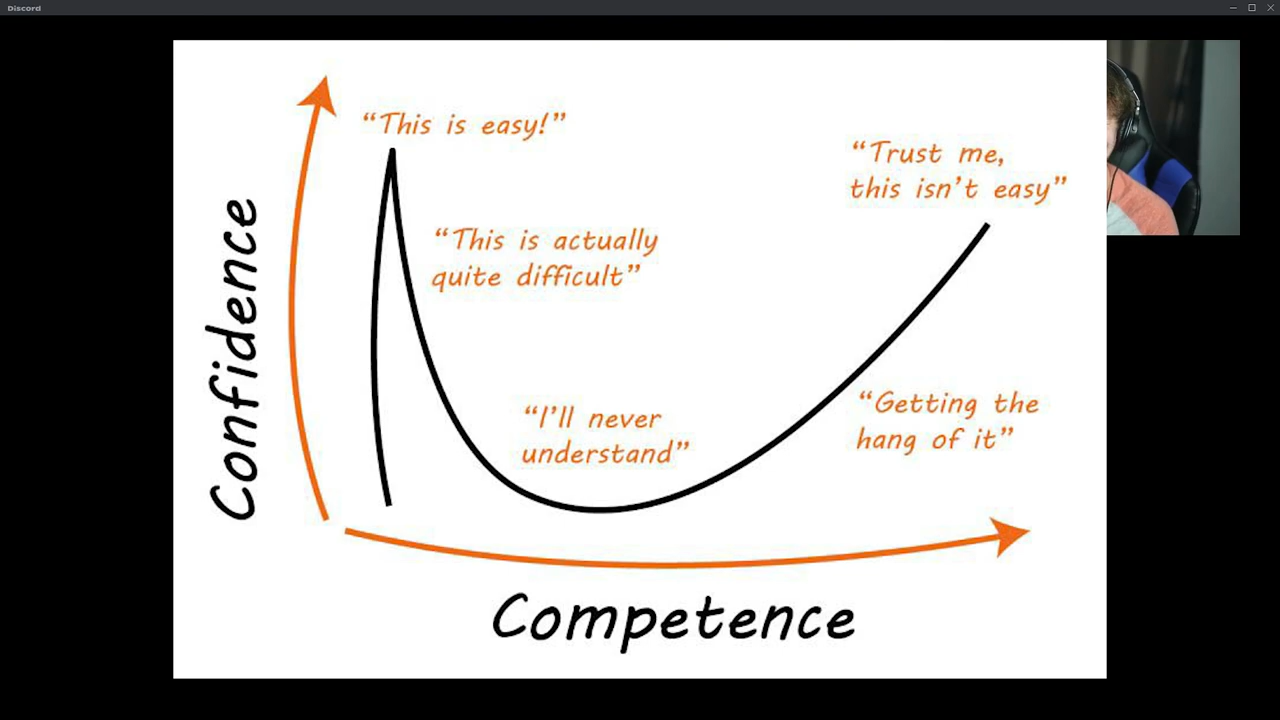 Discord
“This is easy!”
“Trust me,
this isn’t easy”
“This is actually
quite difficult”
“Getting the
hang of it”
“I’ll never
understand”
Confidence
Competence